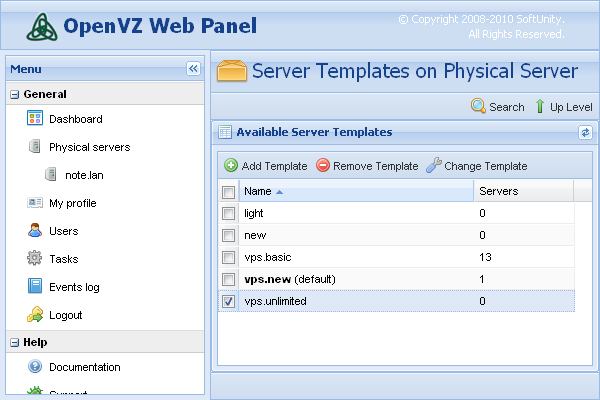 OpenVZ Web Panel
© Copyright 2008-2010 SoftUnity.
All Rights Reserved.
Menu
General
Dashboard
Physical servers
note.lan
My profile
Users
Tasks
Events log
Logout
Help
Documentation
Support
Server Templates on Physical Server
Search Up Level
Available Server Templates
Add Template Remove Template Change Template
Name Servers
light 0
new 0
vps.basic 13
vps.new (default) 1
vps.unlimited 0